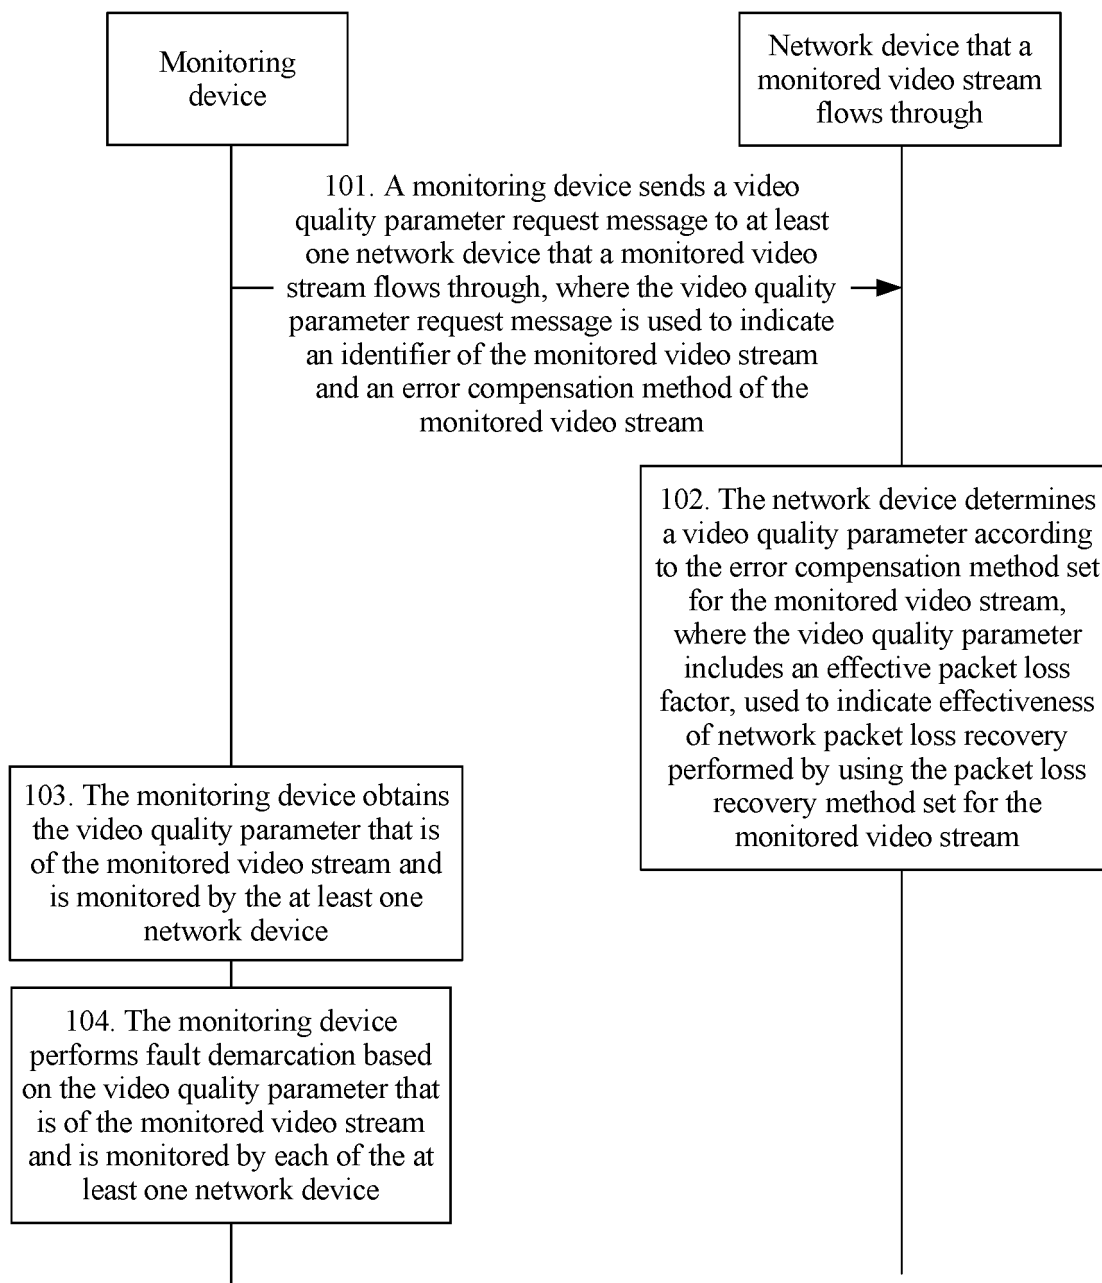 Monitoring
device
Network device that a
monitored video stream
flows through
101. A monitoring device sends a video
quality parameter request message to at least
one network device that a monitored video
stream flows through, where the video quality
parameter request message is used to indicate
an identifier of the monitored video stream
and an error compensation method of the
monitored video stream
102. The network device determines
a video quality parameter according
to the error compensation method set
for the monitored video stream,
where the video quality parameter
includes an effective packet loss
factor, used to indicate effectiveness
of network packet loss recovery
performed by using the packet loss
recovery method set for the
monitored video stream
103. The monitoring device obtains
the video quality parameter that is
of the monitored video stream and
is monitored by the at least one
network device
104. The monitoring device
performs fault demarcation based
on the video quality parameter that
is of the monitored video stream
and is monitored by each of the at
least one network device